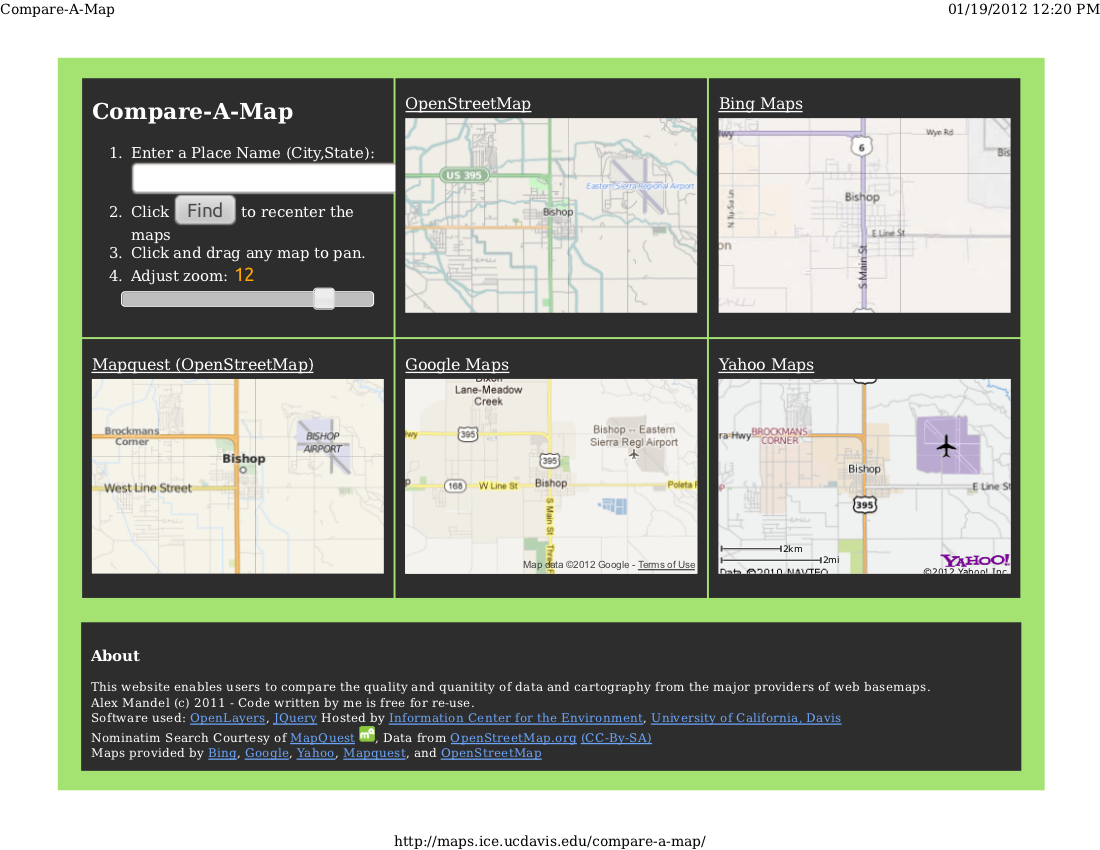 Compare-A-Map
01/19/2012 12:20 PM
Compare-A-Map
1. Enter a Place Name (City,State):
2. Click Find to recenter the
maps
3. Click and drag any map to pan.
4. Adjust zoom: 12
OpenStreetMap
US 395
Eastern Sierra Regional Airport
Bishop
Bing Maps
Wye Rd
6
Bis
Bishop
N Tu-Su Ln
E Line St
on
S Main St
Mapquest (OpenStreetMap)
Brockmans
Corner
BISHOP
AIRPORT
Bishop
West Line Street
Google Maps
Dixon
Lane-Meadow
Creek
395
Bishop -- Eastern
Sierra Regl Airport
395
168
W Line St
Bishop
Poleta
S Main St
Map data ©2012 Google - Terms of Use
Yahoo Maps
ra Hwy
BROCKMANS
CORNER
Bishop
E Line St
395
2km
2mi
YAHOO!
Data ©2010 NAVTEQ
©2012 Yahoo! Inc
About
This website enables users to compare the quality and quanitity of data and cartography from the major providers of web basemaps.
Alex Mandel (c) 2011 - Code written by me is free for re-use.
Software used: OpenLayers, JQuery Hosted by Information Center for the Environment, University of California, Davis
Nominatim Search Courtesy of MapQuest m, Data from OpenStreetMap.org (CC-By-SA)
Maps provided by Bing, Google, Yahoo, Mapquest, and OpenStreetMap
http://maps.ice.ucdavis.edu/compare-a-map/